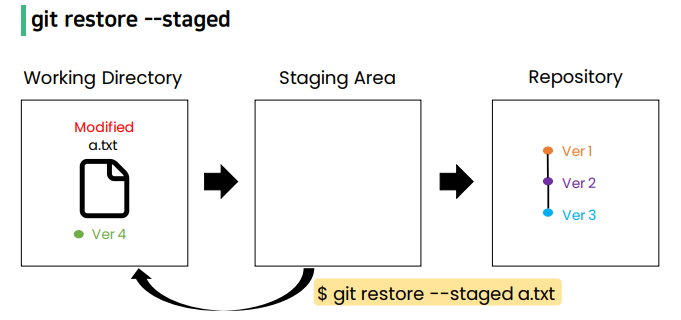 git restore --staged
Working Directory
Staging Area
Repository
Modified
a.txt
Ver 4
Ver 1
Ver 2
Ver 3
$ git restore --staged a.txt